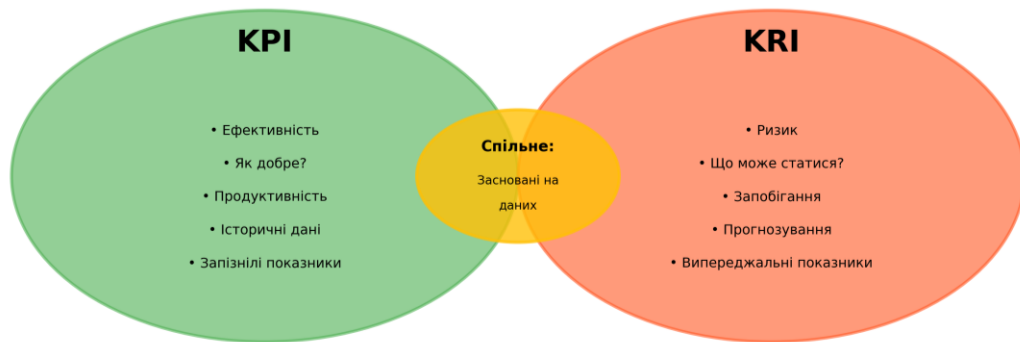 KPI
• Ефективність
• Як добре?
• Продуктивність
• Історичні дані
• Запізнілі показники
Спільне:
Засновані на
даних
KRI
• Ризик
• Що може статися?
• Запобігання
• Прогнозування
• Випереджальні показники